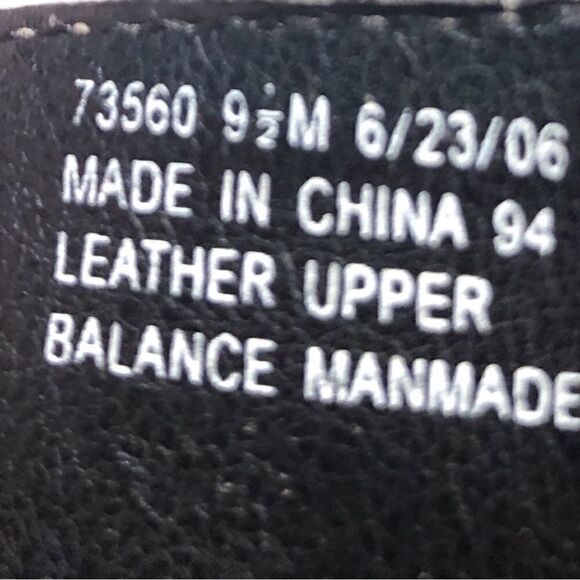 73560 9½M 6/23/06
MADE IN CHINA 94
LEATHER UPPER
BALANCE MANMADE